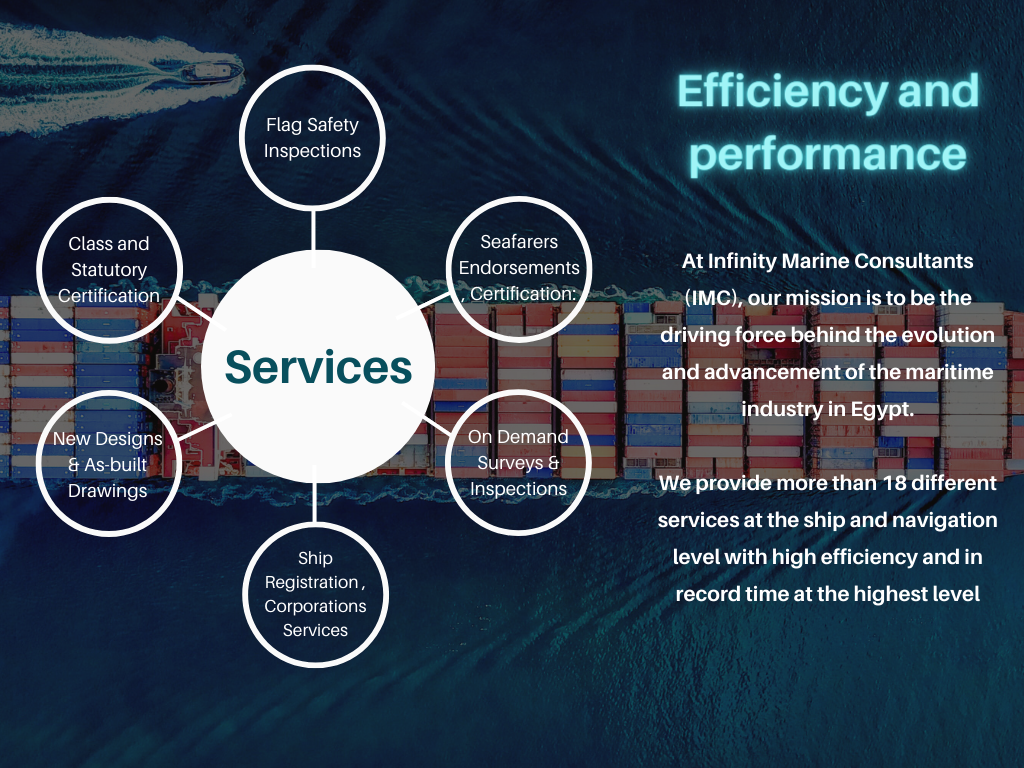 Efficiency and
performance
Flag Safety
Inspections
Class and
Statutory
Certification
Seafarers
Endorsements
, Certification:
Services
New Designs
& As-built
Drawings
On Demand
Surveys &
Inspections
Ship
Registration ,
Corporations
Services
At Infinity Marine Consultants
(IMC), our mission is to be the
driving force behind the evolution
and advancement of the maritime
industry in Egypt.
We provide more than 18 different
services at the ship and navigation
level with high efficiency and in
record time at the highest level